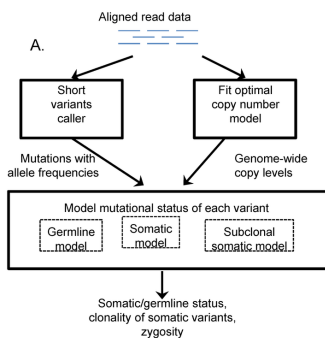 Aligned read data
A.
Short
variants
caller
Fit optimal
copy number
model
Mutations with
allele frequencies
Genome-wide
copy levels
Model mutational status of each variant
Germline
model
Somatic
model
Subclonal
somatic model
Somatic/germline status,
clonality of somatic variants,
zygosity